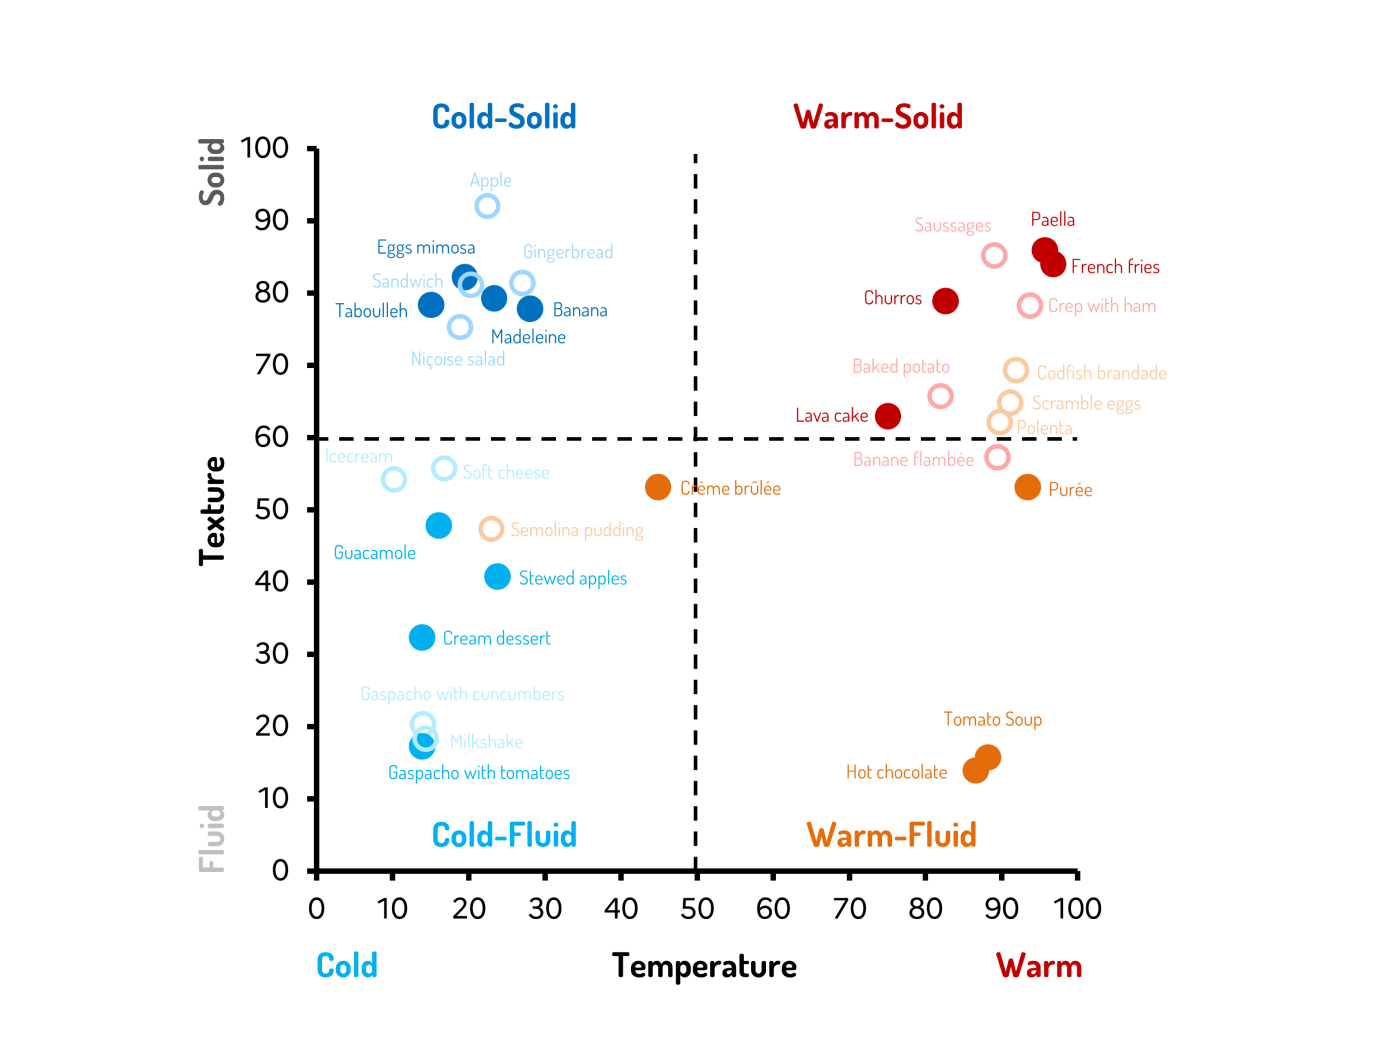 Cold-Solid
Warm-Solid
Solid
100
Apple
90
Paella
Saussages
Eggs mimosa
Gingerbread
French fries
Sandwich
80
Churros
Crep with ham
Taboulleh
Banana
Madeleine
Niçoise salad
70
Baked potato
Codfish brandade
Scramble eggs
Lava cake
Polenta
60
Icecream
Banane flambée
Soft cheese
Crème brûlée
Purée
Texture
50
Semolina pudding
Guacamole
40
Stewed apples
Cream dessert
30
Gaspacho with cuncumbers
20
Tomato Soup
Milkshake
Gaspacho with tomatoes
Hot chocolate
10
Fluid
Cold-Fluid
Warm-Fluid
0
0 10 20 30 40 50 60 70 80 90 100
Cold
Temperature
Warm